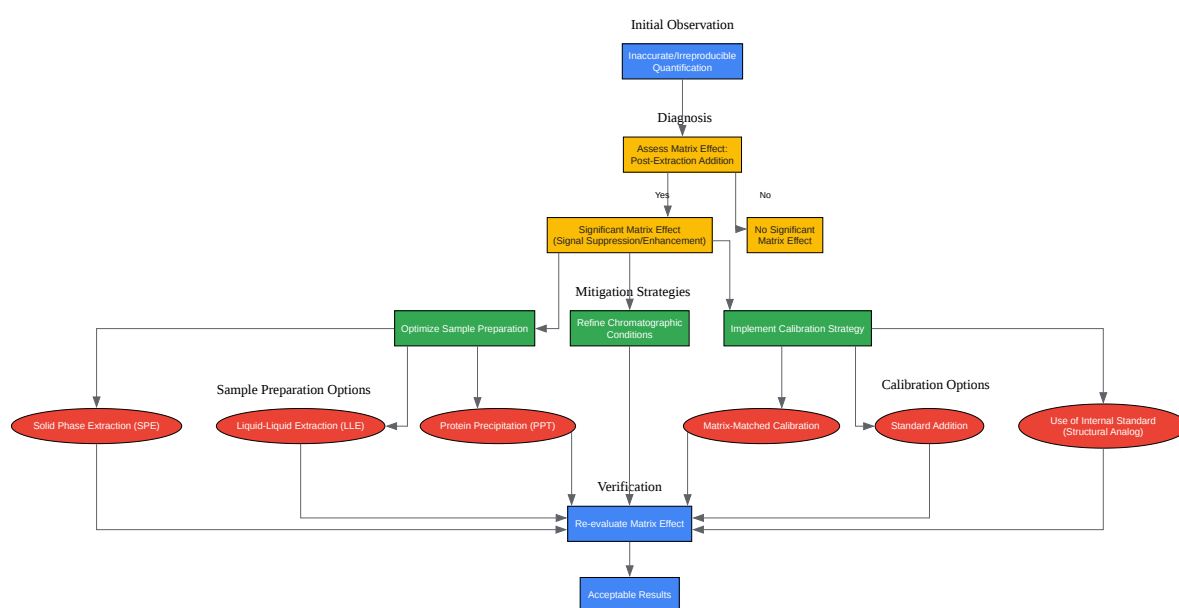 Initial Observation
Inaccurate/Irreproducible
Quantification
Diagnosis
Assess Matrix Effect:
Post-Extraction Addition
Yes
No
Significant Matrix Effect
(Signal Suppression/Enhancement)
No Significant
Matrix Effect
Mitigation Strategies
Optimize Sample Preparation
Refine Chromatographic
Conditions
Implement Calibration Strategy
Sample Preparation Options
Calibration Options
Solid Phase Extraction (SPE)
Liquid-Liquid Extraction (LLE)
Protein Precipitation (PPT)
Matrix-Matched Calibration
Standard Addition
Use of Internal Standard
(Structural Analog)
Verification
Re-evaluate Matrix Effect
Acceptable Results